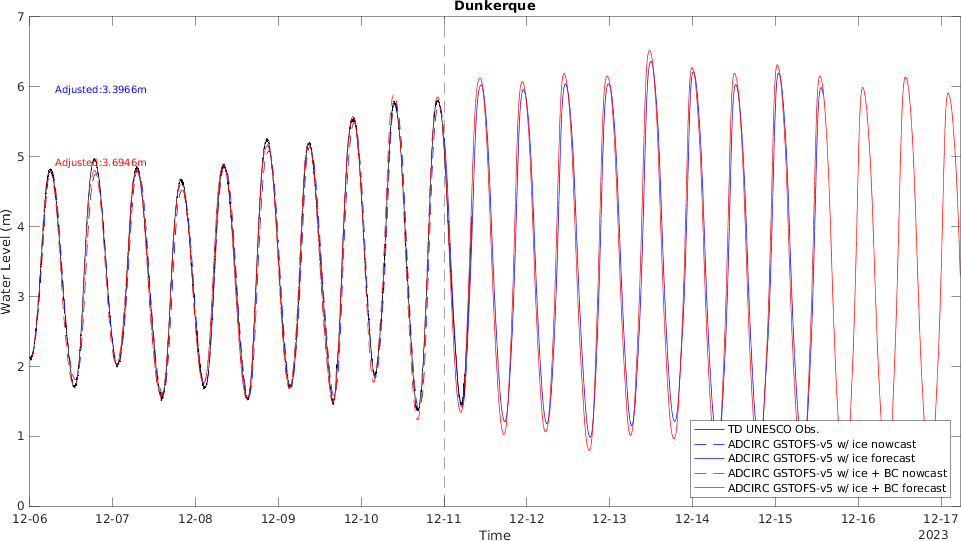 Dunkerque
7
6
5
4
3
2
1
0
Water Level (m)
Adjusted:3.3966m
Adjusted:3.6946m
TD UNESCO Obs.
ADCIRC GSTOFS-v5 w/ ice nowcast
ADCIRC GSTOFS-v5 w/ ice forecast
ADCIRC GSTOFS-v5 w/ ice + BC nowcast
ADCIRC GSTOFS-v5 w/ ice + BC forecast
12-06 12-07 12-08 12-09 12-10 12-11 12-12 12-13 12-14 12-15 12-16 12-17
Time
2023